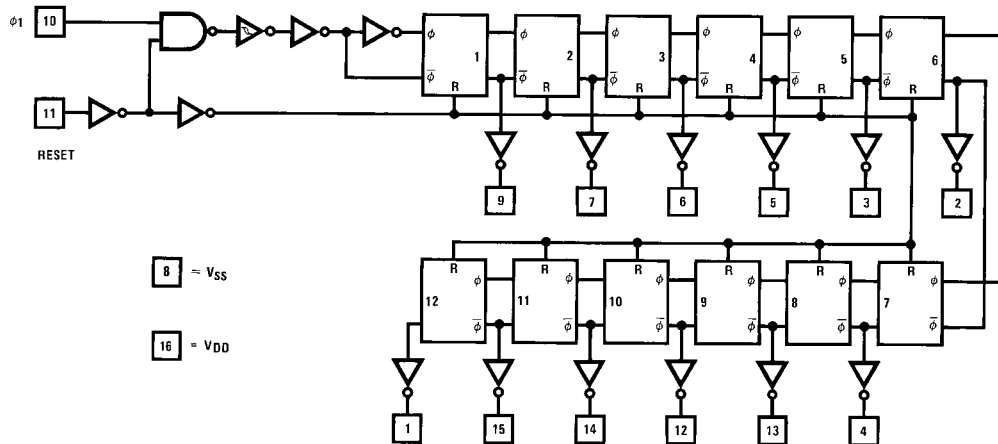 ϕ1 10 ϕ ϕ ϕ ϕ ϕ ϕ
1 2 3 4 5 6
ϕ̅ ϕ̅ ϕ̅ ϕ̅ ϕ̅ ϕ̅
R R R R R R
11
RESET
9 7 6 5 3 2
R R R R R R
8 = VSS
12 ϕ 11 ϕ 10 ϕ 9 ϕ 8 ϕ 7 ϕ
ϕ̅ ϕ̅ ϕ̅ ϕ̅ ϕ̅ ϕ̅
16 = VDD
1 15 14 12 13 4